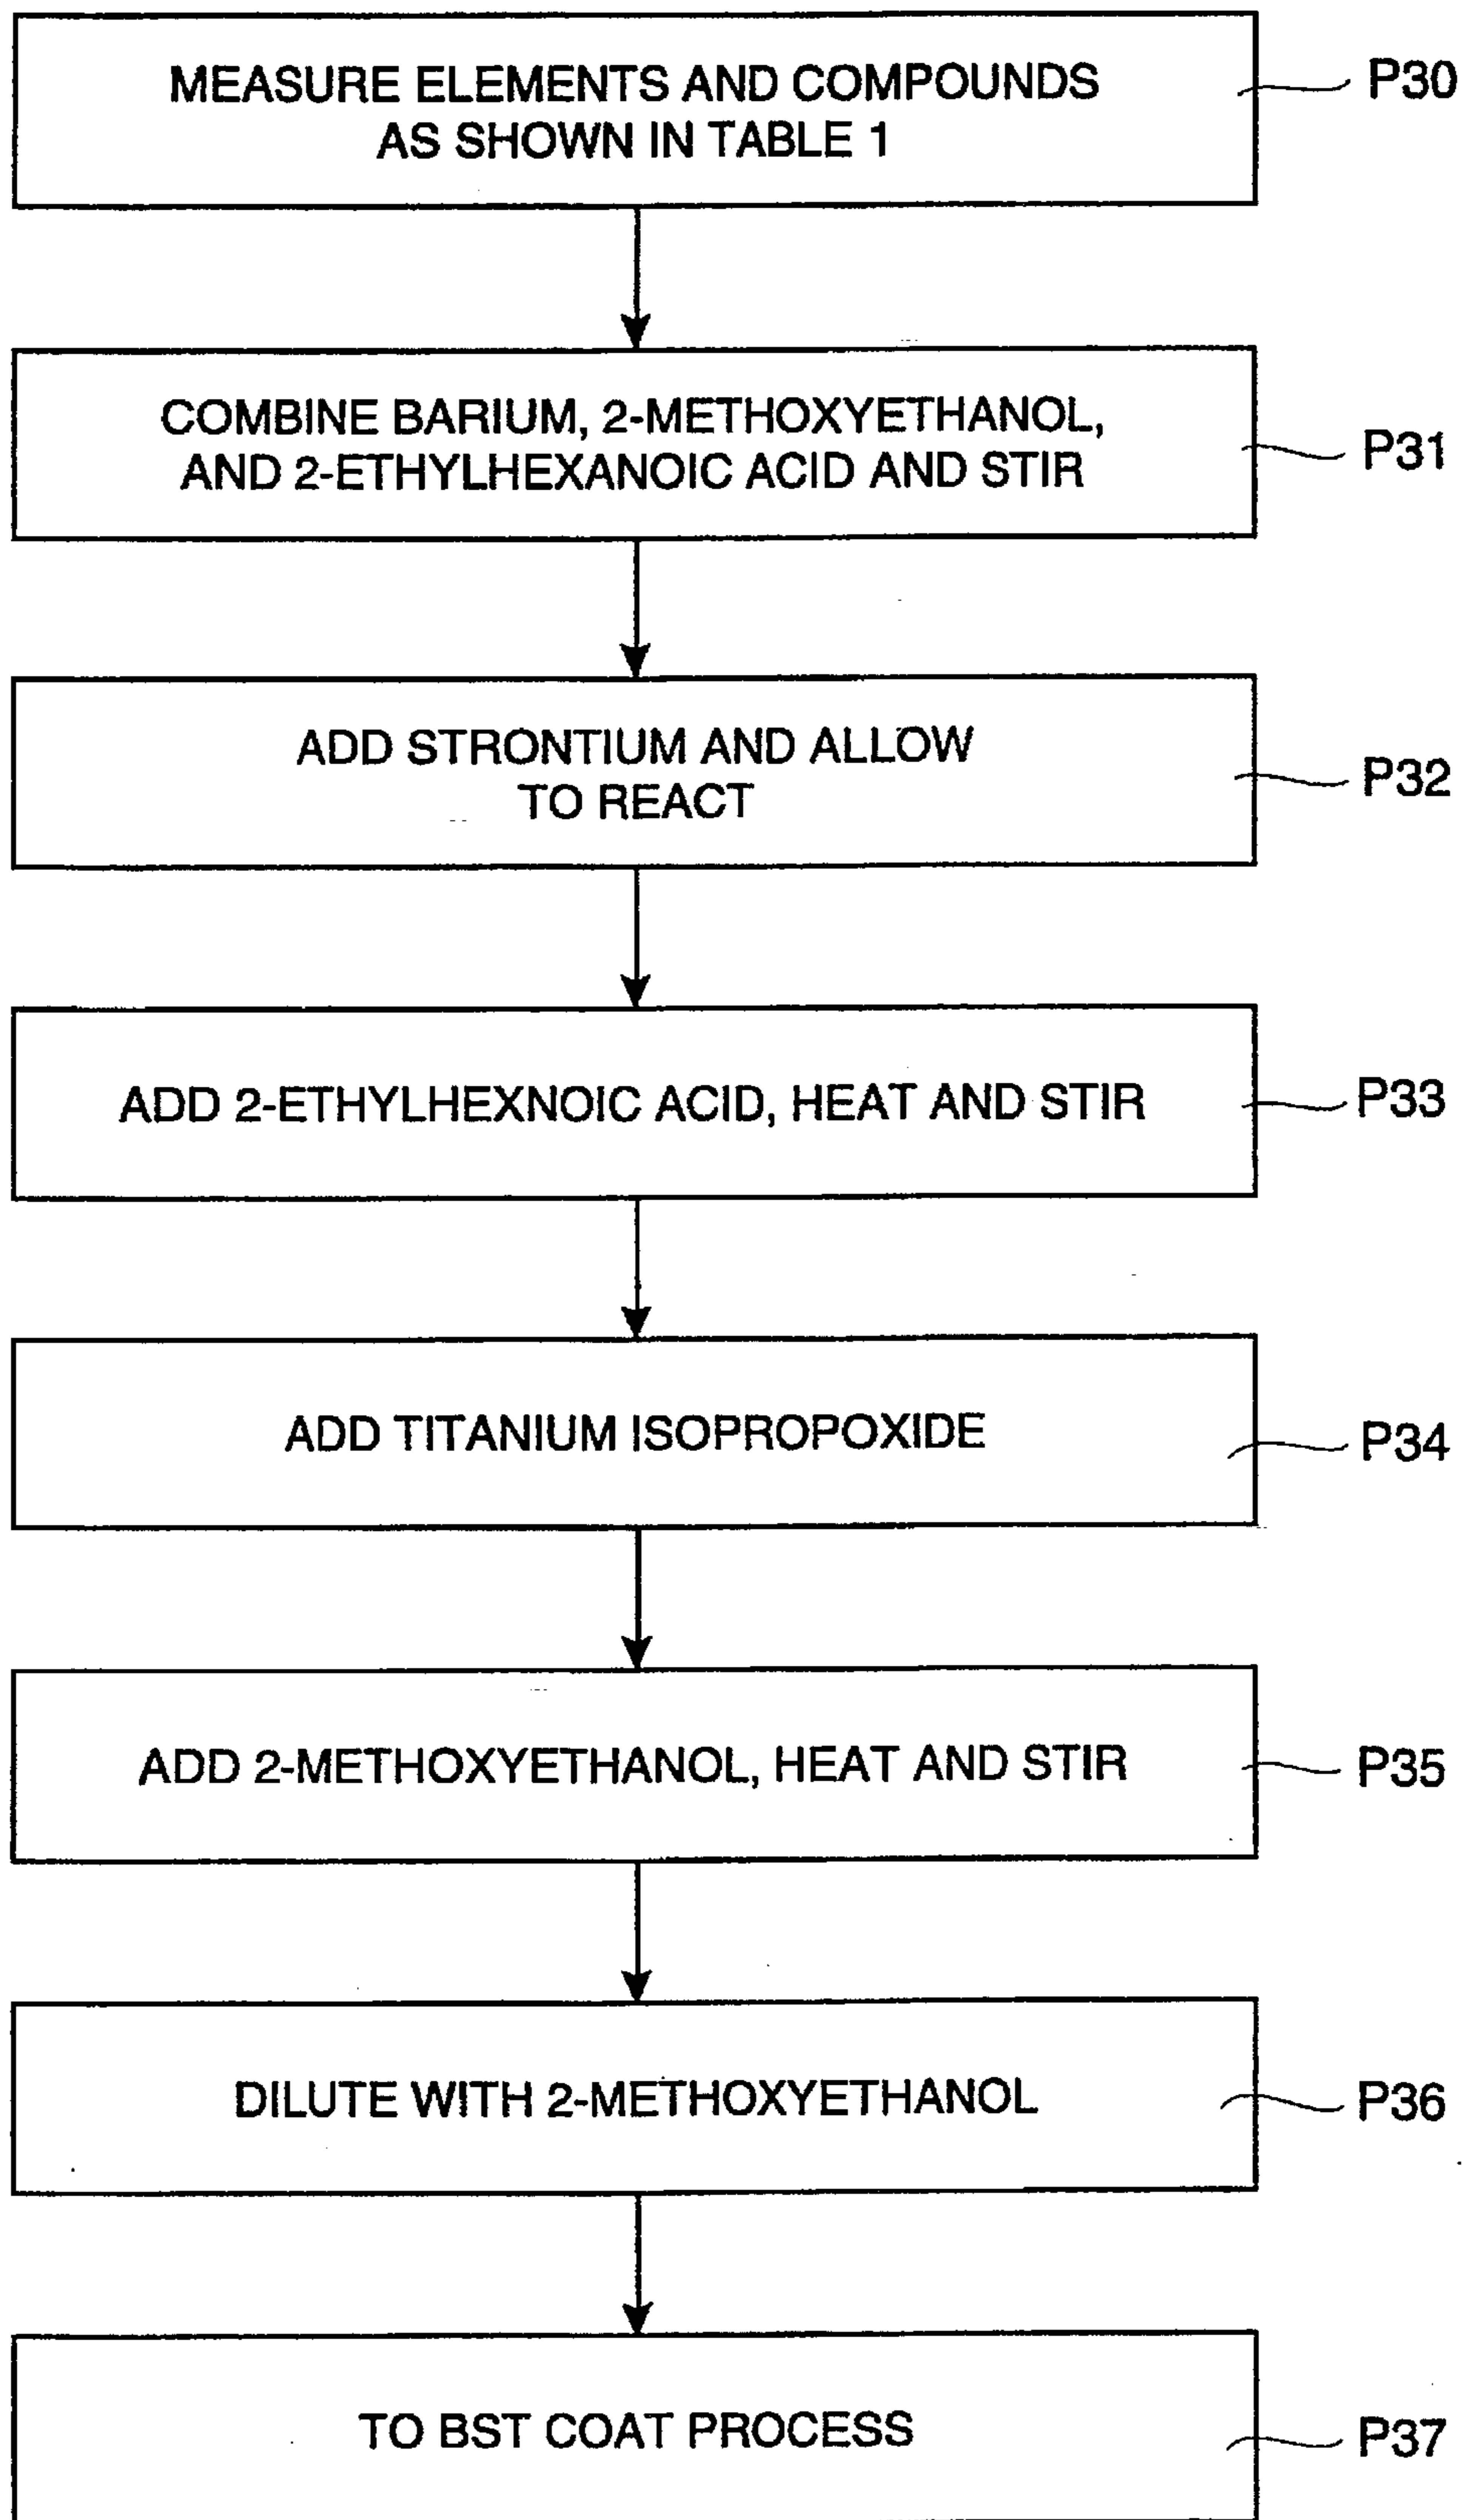 MEASURE ELEMENTS AND COMPOUNDS
AS SHOWN IN TABLE 1
P30
COMBINE BARIUM, 2-METHOXYETHANOL,
AND 2-ETHYLHEXANOIC ACID AND STIR
P31
ADD STRONTIUM AND ALLOW
TO REACT
P32
ADD 2-ETHYLHEXNOIC ACID, HEAT AND STIR
P33
ADD TITANIUM ISOPROPOXIDE
P34
ADD 2-METHOXYETHANOL, HEAT AND STIR
P35
DILUTE WITH 2-METHOXYETHANOL
P36
TO BST COAT PROCESS
P37